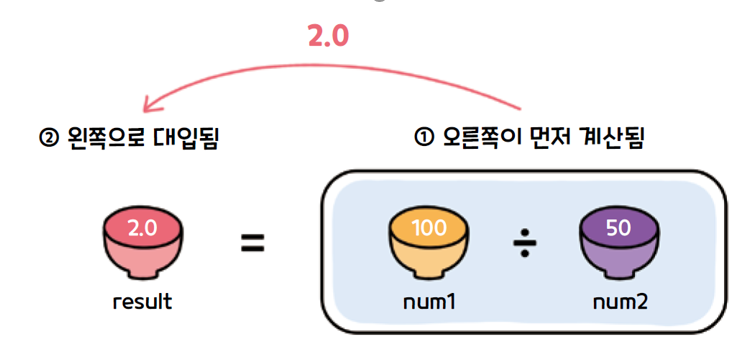 2.0
② 왼쪽으로 대입됨
① 오른쪽이 먼저 계산됨
2.0 = 100 ÷ 50
result num1 num2